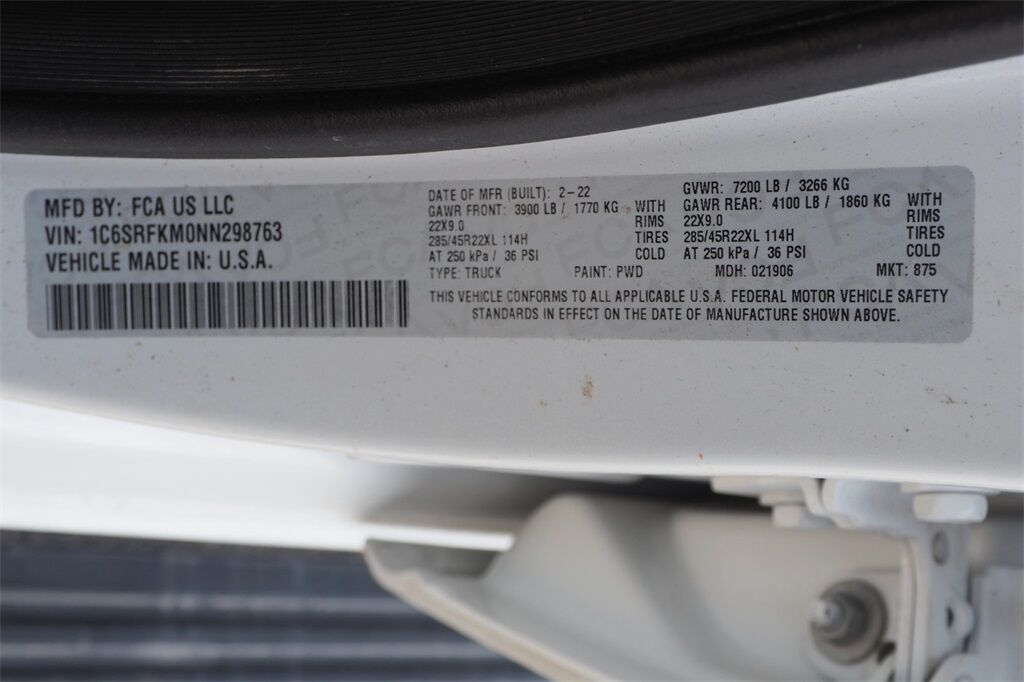 MFD BY: FCA US LLC
VIN: 1C6SRFKM0NN298763
VEHICLE MADE IN: U.S.A.
DATE OF MFR (BUILT): 2-22 GVWR: 7200 LB / 3266 KG
GAWR FRONT: 3900 LB / 1770 KG WITH GAWR REAR: 4100 LB / 1860 KG WITH
22X9.0 RIMS 22X9.0 RIMS
285/45R22XL 114H TIRES 285/45R22XL 114H TIRES
AT 250 kPa / 36 PSI COLD AT 250 kPa / 36 PSI COLD
TYPE: TRUCK PAINT: PWD MDH: 021906 MKT: 875
THIS VEHICLE CONFORMS TO ALL APPLICABLE U.S.A. FEDERAL MOTOR VEHICLE SAFETY
STANDARDS IN EFFECT ON THE DATE OF MANUFACTURE SHOWN ABOVE.